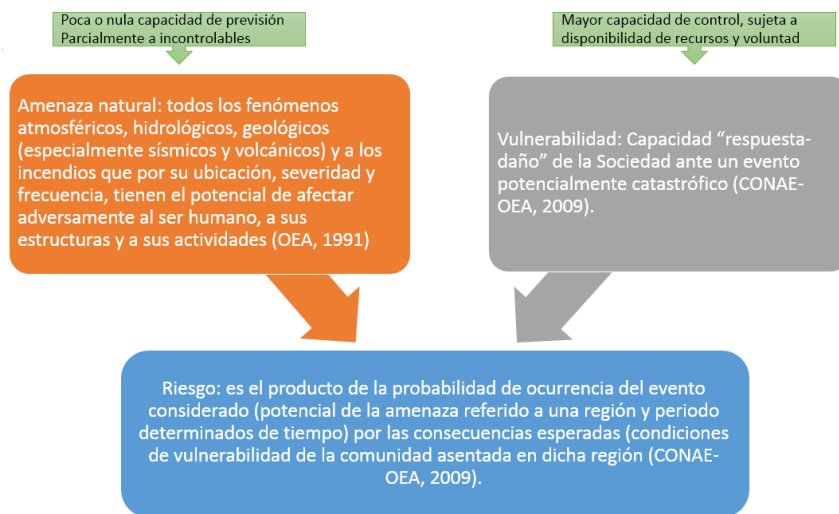 Poca o nula capacidad de previsión
Parcialmente a incontrolables
Mayor capacidad de control, sujeta a
disponibilidad de recursos y voluntad
Amenaza natural: todos los fenómenos
atmosféricos, hidrológicos, geológicos
(especialmente sísmicos y volcánicos) y a los
incendios que por su ubicación, severidad y
frecuencia, tienen el potencial de afectar
adversamente al ser humano, a sus
estructuras y a sus actividades (OEA, 1991)
Vulnerabilidad: Capacidad “respuesta-
daño” de la Sociedad ante un evento
potencialmente catastrófico (CONAE-
OEA, 2009).
Riesgo: es el producto de la probabilidad de ocurrencia del evento
considerado (potencial de la amenaza referido a una región y periodo
determinados de tiempo) por las consecuencias esperadas (condiciones
de vulnerabilidad de la comunidad asentada en dicha región (CONAE-
OEA, 2009).